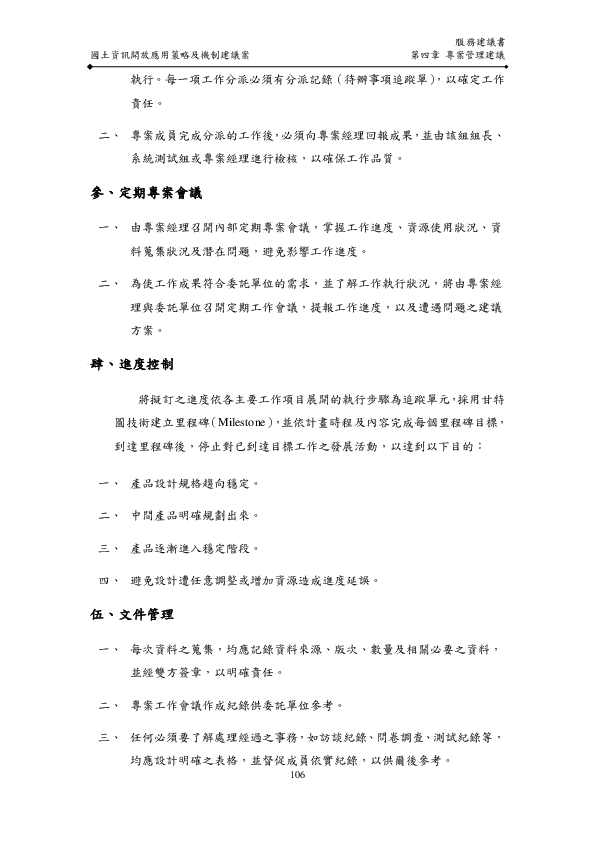 服務建議書
國土資訊開放應用策略及機制建議案 第四章 專案管理建議
執行。每一項工作分派必須有分派記錄（待辦事項追蹤單），以確定工作
責任。
二、 專案成員完成分派的工作後，必須向專案經理回報成果，並由該組組長、
系統測試組或專案經理進行檢核，以確保工作品質。
參、定期專案會議
一、 由專案經理召開內部定期專案會議，掌握工作進度、資源使用狀況、資
料蒐集狀況及潛在問題，避免影響工作進度。
二、 為使工作成果符合委託單位的需求，並了解工作執行狀況，將由專案經
理與委託單位召開定期工作會議，提報工作進度，以及遭遇問題之建議
方案。
肆、進度控制
將擬訂之進度依各主要工作項目展開的執行步驟為追蹤單元，採用甘特
圖技術建立里程碑（Milestone），並依計畫時程及內容完成每個里程碑目標，
到達里程碑後，停止對已到達目標工作之發展活動，以達到以下目的：
一、 產品設計規格趨向穩定。
二、 中間產品明確規劃出來。
三、 產品逐漸進入穩定階段。
四、 避免設計遭任意調整或增加資源造成進度延誤。
伍、文件管理
一、 每次資料之蒐集，均應記錄資料來源、版次、數量及相關必要之資料，
並經雙方簽章，以明確責任。
二、 專案工作會議作成紀錄供委託單位參考。
三、 任何必須要了解處理經過之事務，如訪談紀錄、問卷調查、測試紀錄等，
均應設計明確之表格，並督促成員依實紀錄，以供爾後參考。
106